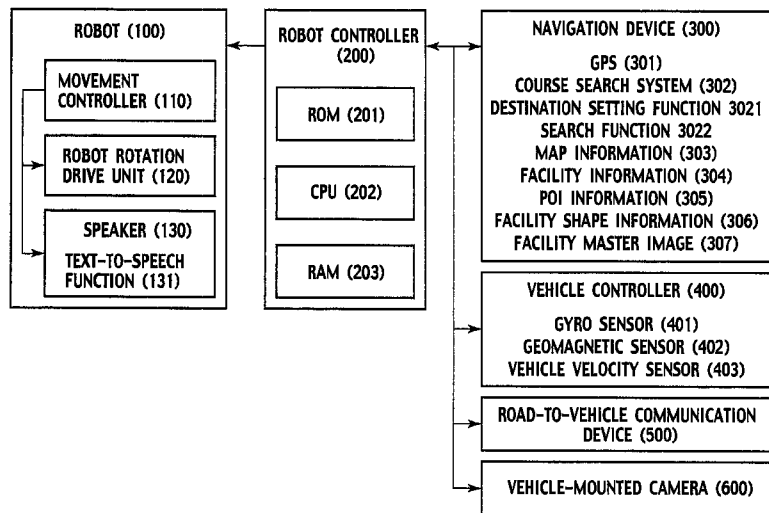 ROBOT (100)
MOVEMENT
CONTROLLER (110)
ROBOT ROTATION
DRIVE UNIT (120)
SPEAKER (130)
TEXT-TO-SPEECH
FUNCTION (131)
ROBOT CONTROLLER
(200)
ROM (201)
CPU (202)
RAM (203)
NAVIGATION DEVICE (300)
GPS (301)
COURSE SEARCH SYSTEM (302)
DESTINATION SETTING FUNCTION 3021
SEARCH FUNCTION 3022
MAP INFORMATION (303)
FACILITY INFORMATION (304)
POI INFORMATION (305)
FACILITY SHAPE INFORMATION (306)
FACILITY MASTER IMAGE (307)
VEHICLE CONTROLLER (400)
GYRO SENSOR (401)
GEOMAGNETIC SENSOR (402)
VEHICLE VELOCITY SENSOR (403)
ROAD-TO-VEHICLE COMMUNICATION
DEVICE (500)
VEHICLE-MOUNTED CAMERA (600)